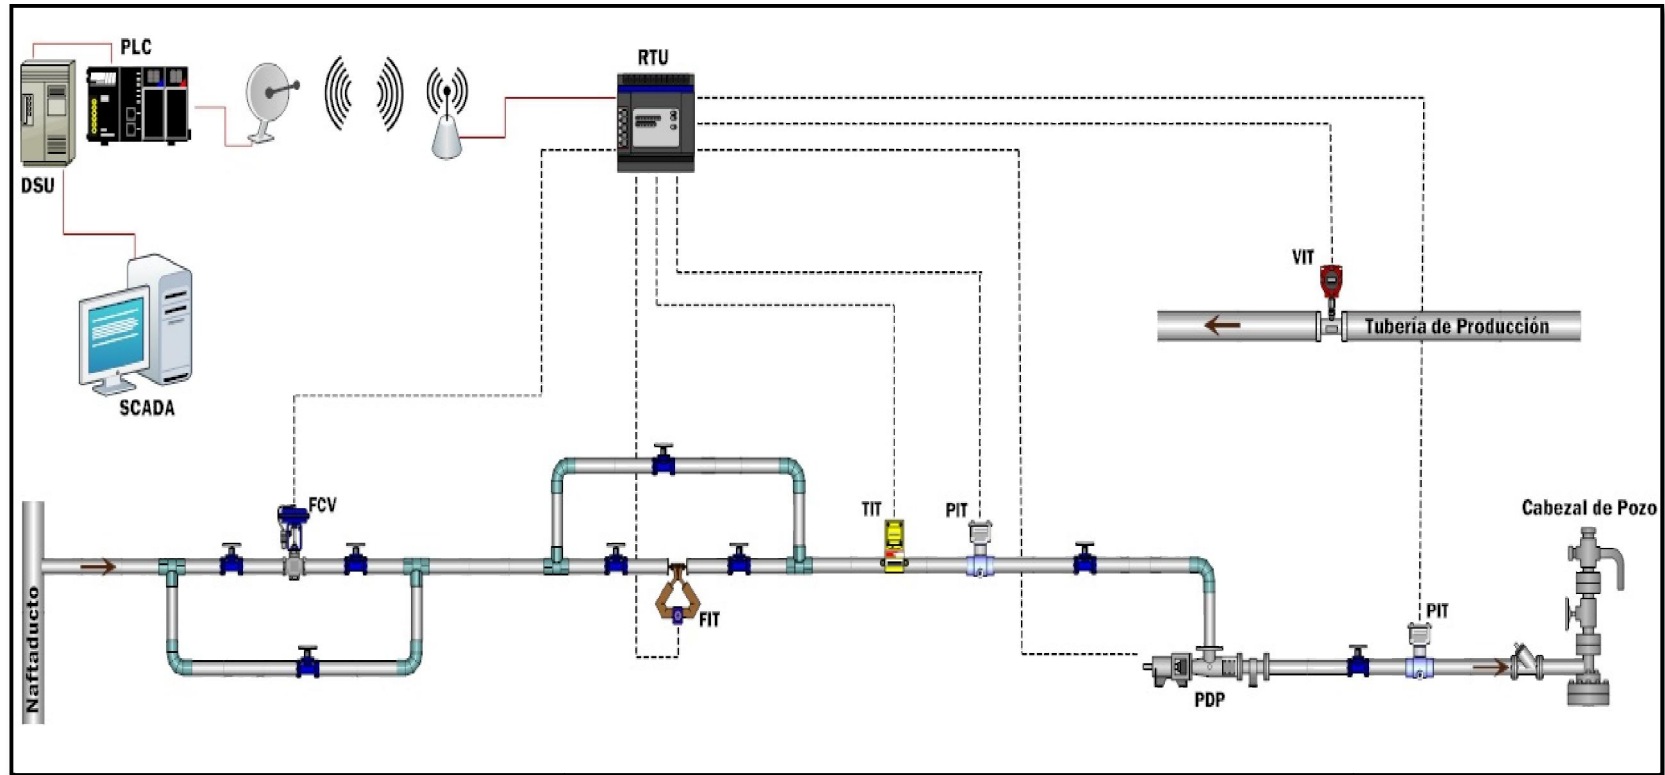 PLC
RTU
DSU
VIT
Tubería de Producción
SCADA
FCV
TIT
PIT
Cabezal de Pozo
FIT
PIT
Naftaducto
PDP